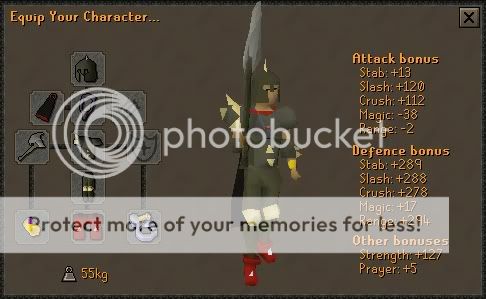 Equip Your Character...
Attack bonus
Stab: +13
Slash: +120
Crush: +112
Magic: -38
Range: -2
photobucket
Defence bonus
Stab: +289
Slash: +288
Crush: +278
Magic: +17
Range: +294
Protect more of your memories for less!
Other bonuses
Strength: +127
Prayer: +5
55kg